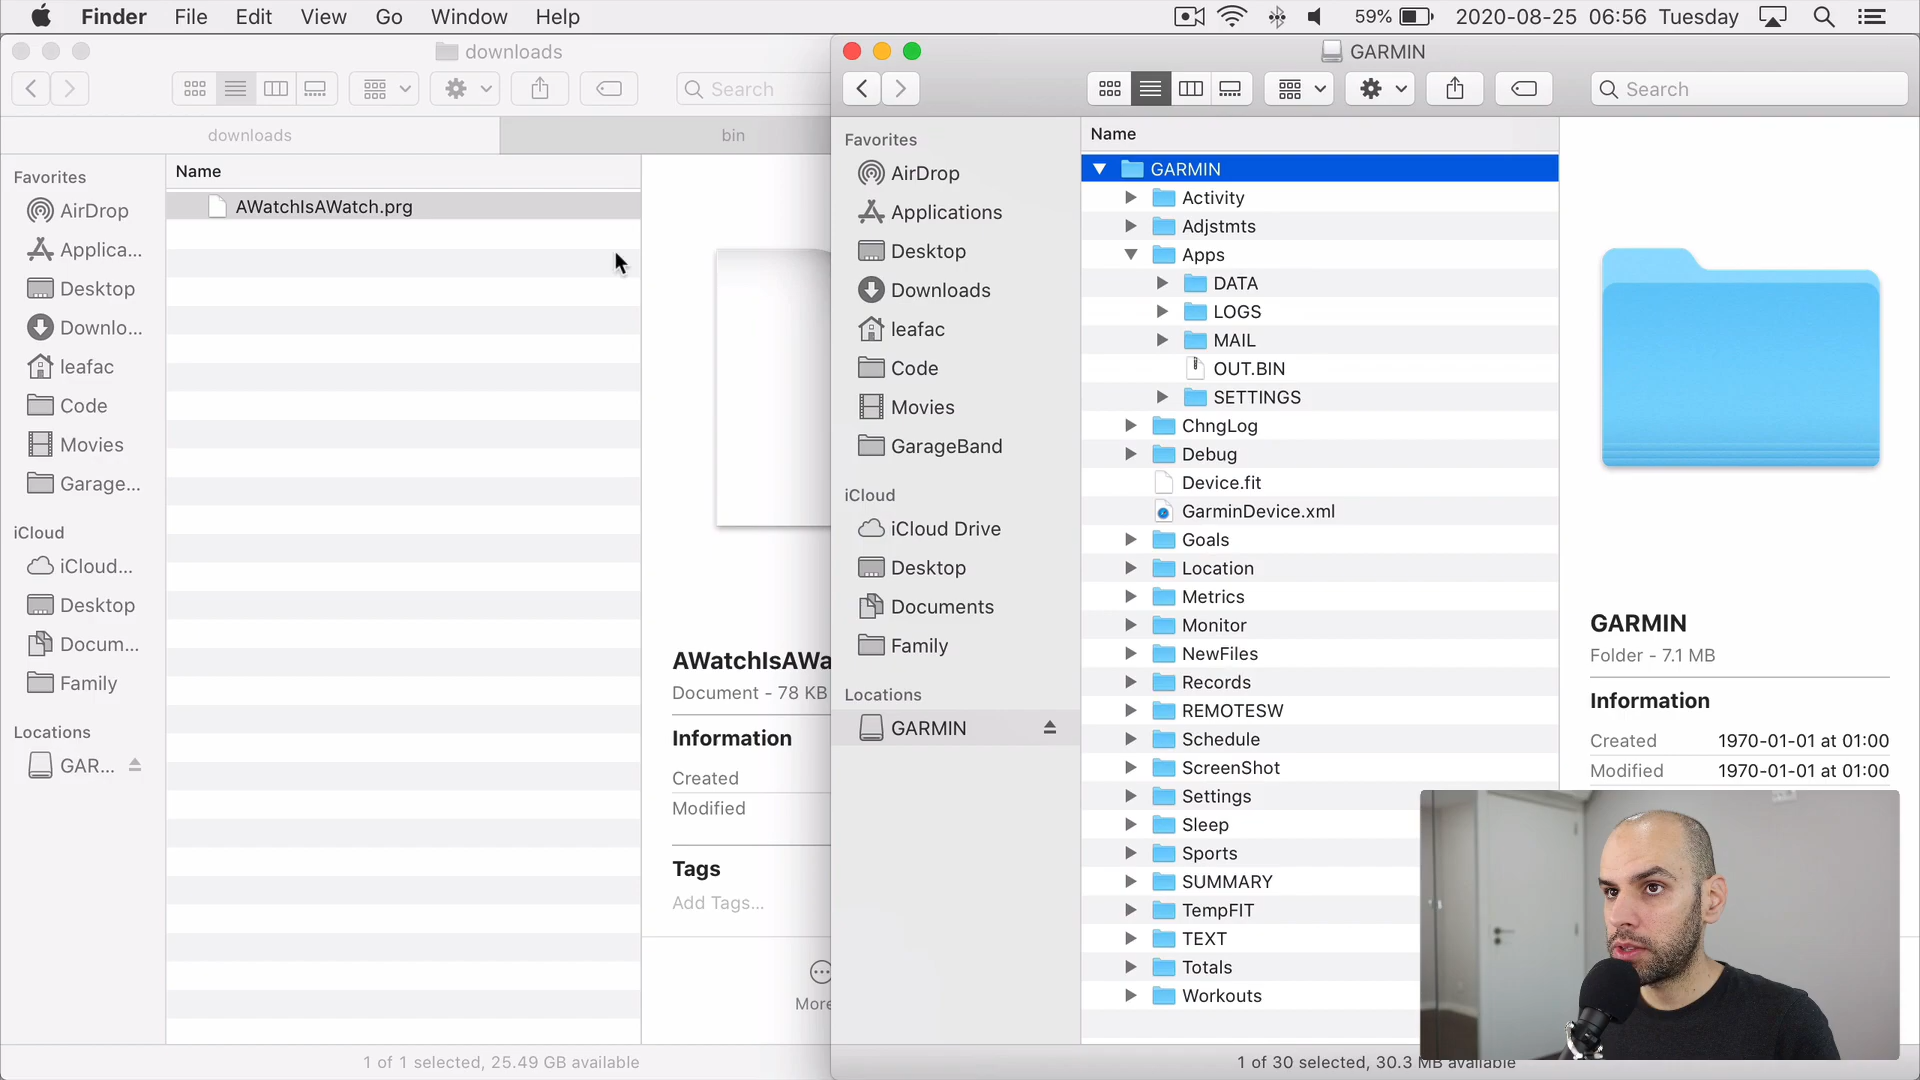 Finder File Edit View Go Window Help
59% 2020-08-25 06:56 Tuesday
downloads
Search
downloads
bin
Favorites
AirDrop
Applica...
Desktop
Downlo...
leafac
Code
Movies
Garage...
iCloud
iCloud...
Desktop
Docum...
Family
Locations
GAR...
Name
AWatchIsAWatch.prg
AWatchIsAWa
Document - 78 KB
Information
Created
Modified
Tags
Add Tags...
More
1 of 1 selected, 25.49 GB available
GARMIN
Search
Favorites
AirDrop
Applications
Desktop
Downloads
leafac
Code
Movies
GarageBand
iCloud
iCloud Drive
Desktop
Documents
Family
Locations
GARMIN
Name
GARMIN
Activity
Adjstmts
Apps
DATA
LOGS
MAIL
OUT.BIN
SETTINGS
ChngLog
Debug
Device.fit
GarminDevice.xml
Goals
Location
Metrics
Monitor
NewFiles
Records
REMOTESW
Schedule
ScreenShot
Settings
Sleep
Sports
SUMMARY
TempFIT
TEXT
Totals
Workouts
GARMIN
Folder - 7.1 MB
Information
Created 1970-01-01 at 01:00
Modified 1970-01-01 at 01:00
1 of 30 selected, 30.3 MB available